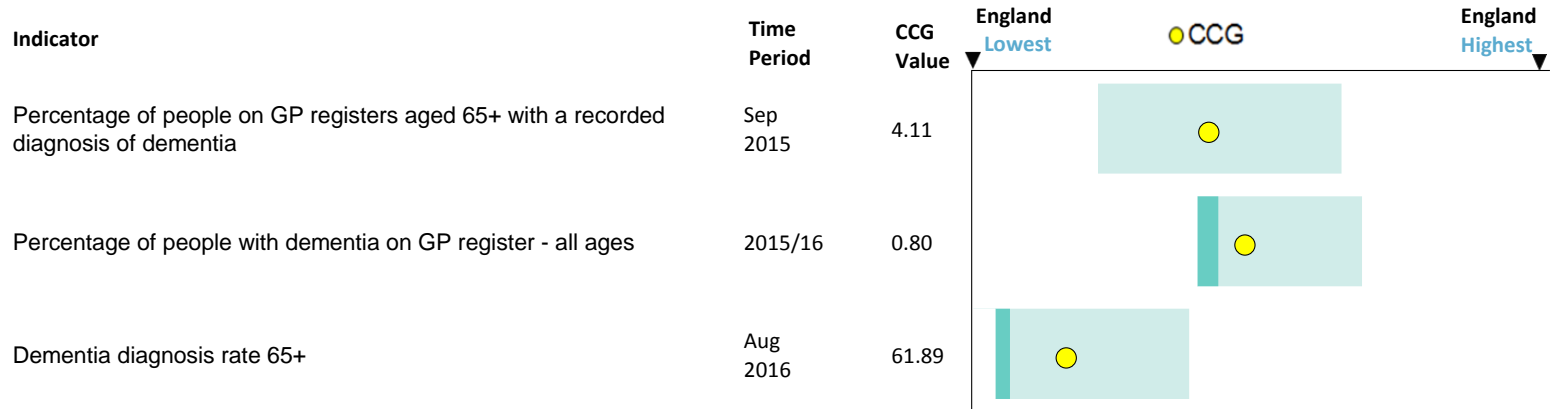 Indicator
Time
Period
CCG
Value
England
Lowest
CCG
England
Highest
Percentage of people on GP registers aged 65+ with a recorded
diagnosis of dementia
Sep
2015
4.11
Percentage of people with dementia on GP register - all ages
2015/16
0.80
Dementia diagnosis rate 65+
Aug
2016
61.89